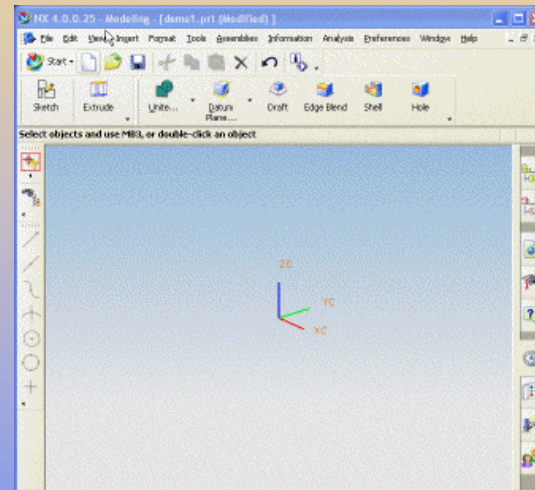 NX 4.0.0.25 - Modeling - [demo1.prt (Modified) ]
File Edit View Insert Format Tools Assemblies Information Analysis Preferences Window Help
Start
Sketch Extrude Unite... Datum Plane... Draft Edge Blend Shell Hole
Select objects and use MB3, or double-click an object
ZC
YC
XC